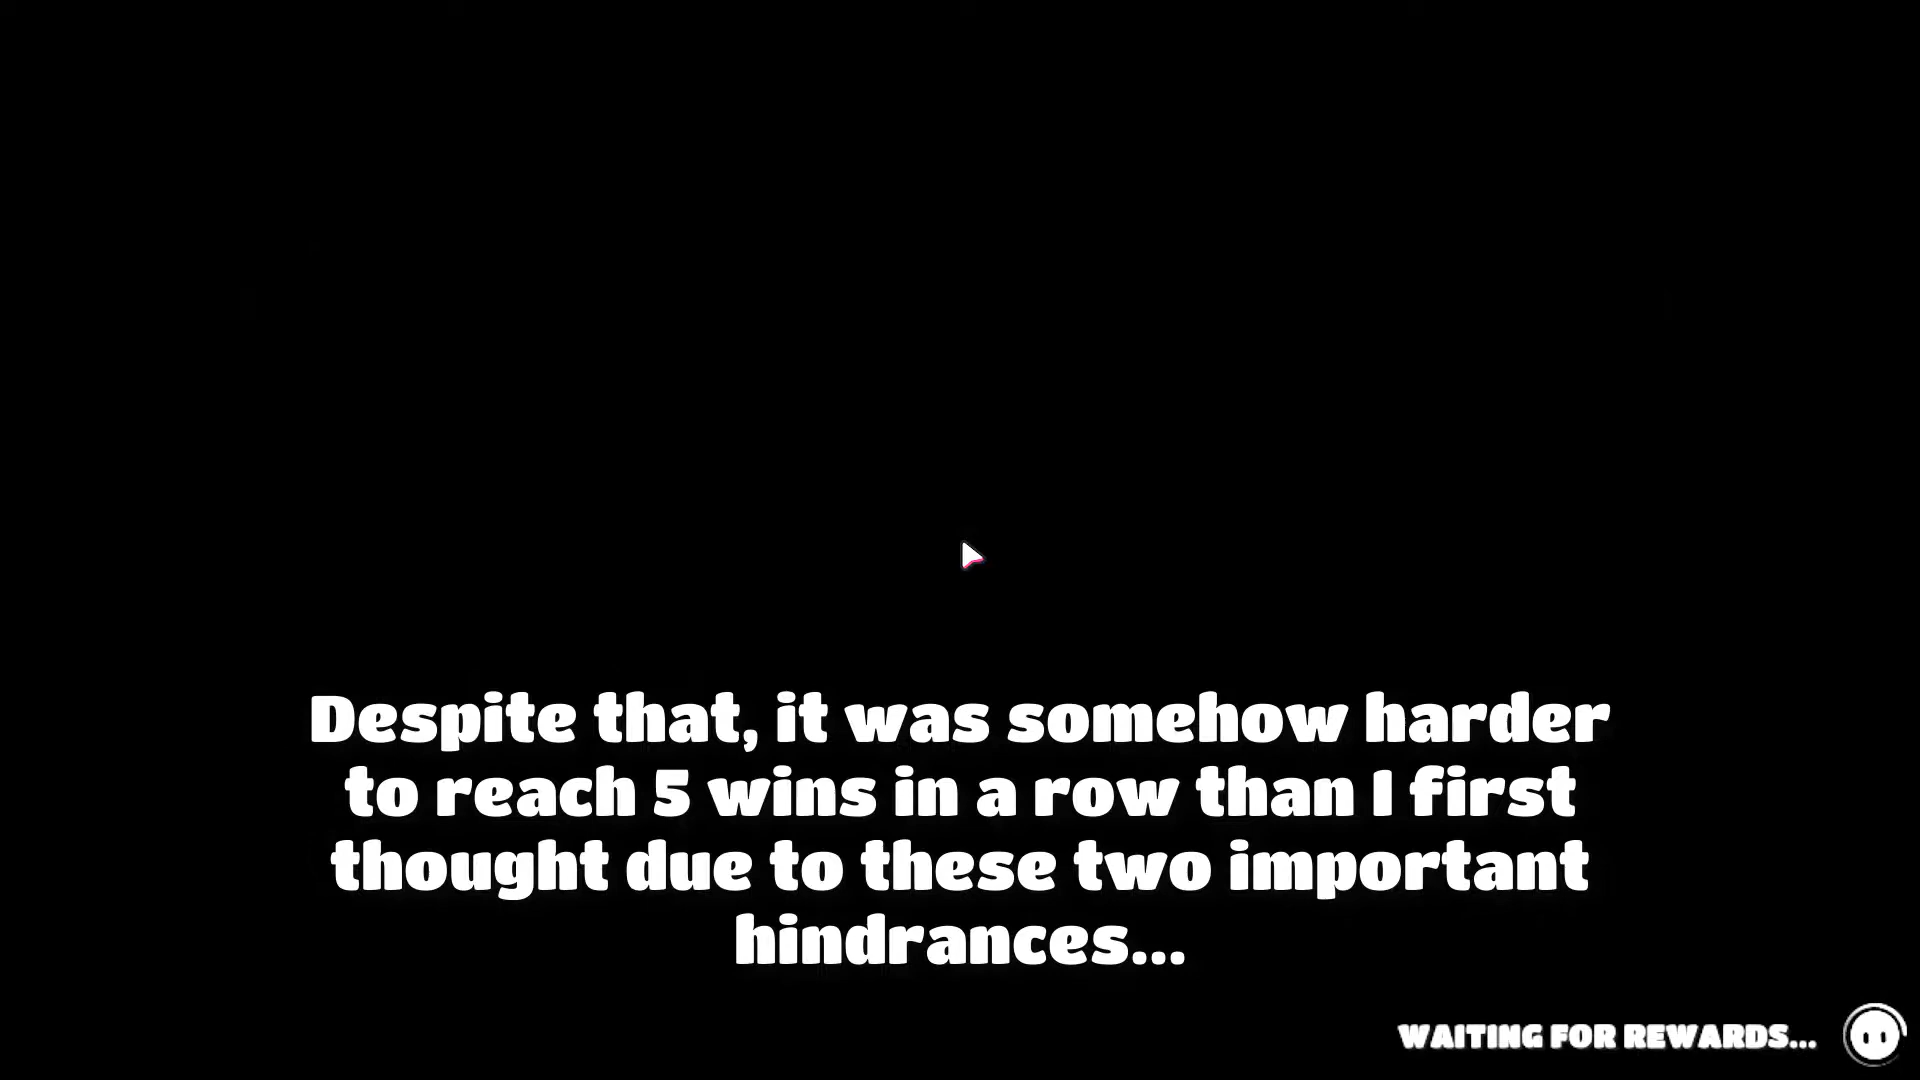 Despite that, it was somehow harder
to reach 5 wins in a row than I first
thought due to these two important
hindrances...
WAITING FOR REWARDS...